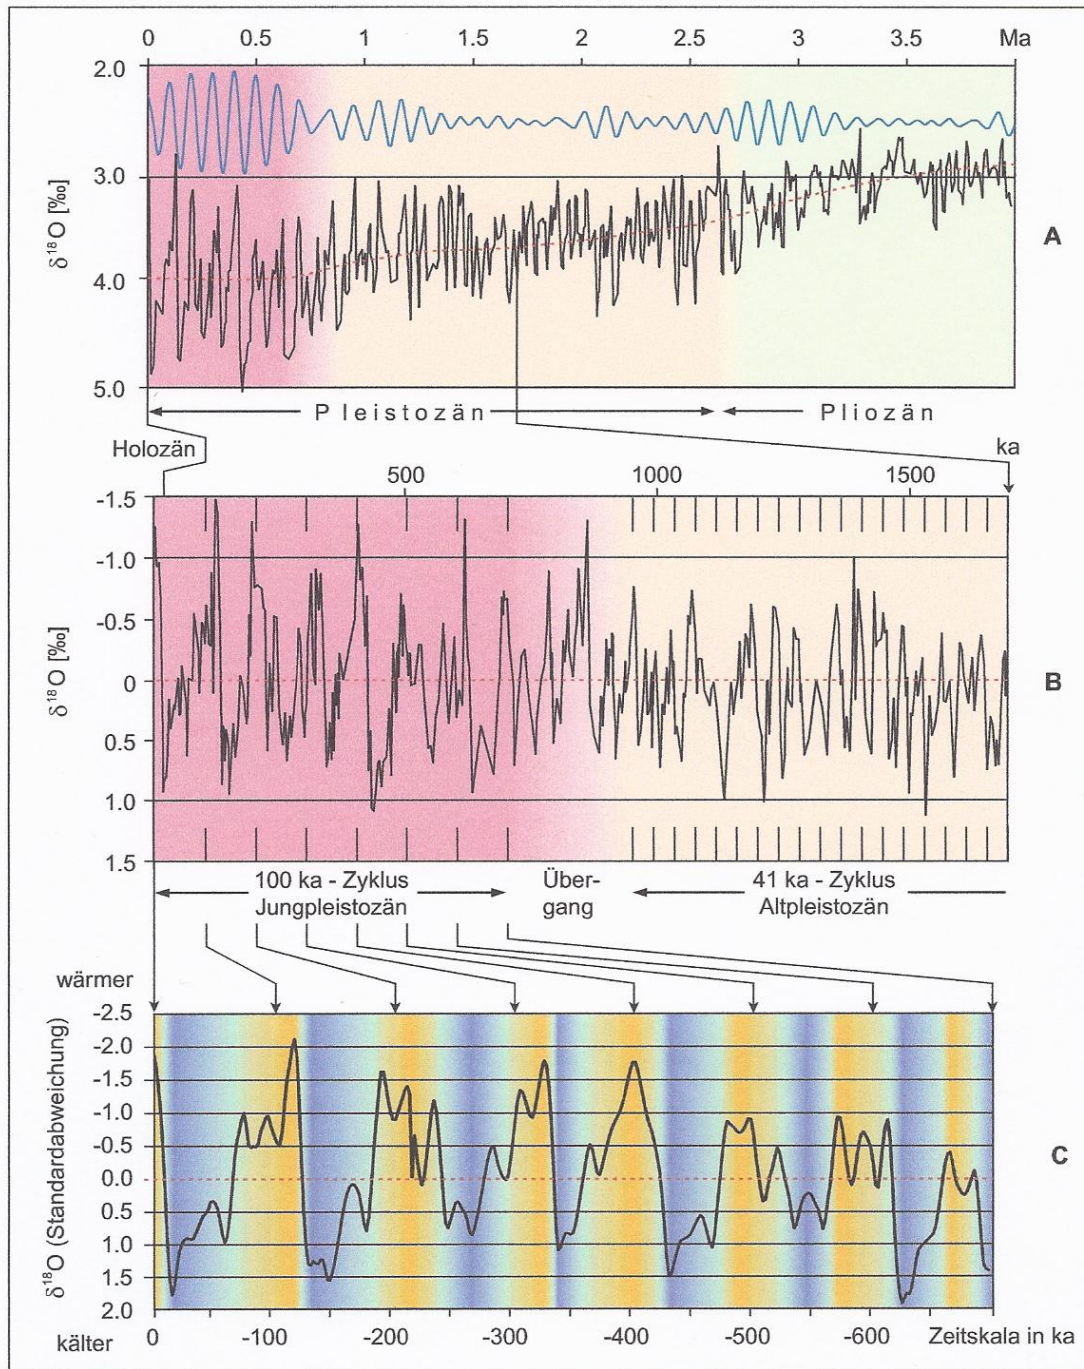 0 0.5 1 1.5 2 2.5 3 3.5 Ma
2.0
3.0
4.0
5.0
δ18O [‰]
A
Pleistozän Pliozän
Holozän ka
500 1000 1500
-1.5
-1.0
-0.5
0
0.5
1.0
1.5
δ18O [‰]
B
100 ka - Zyklus Über- 41 ka - Zyklus
Jungpleistozän gang Altpleistozän
wärmer
-2.5
-2.0
-1.5
-1.0
-0.5
0.0
0.5
1.0
1.5
2.0
δ18O (Standardabweichung)
C
kälter 0 -100 -200 -300 -400 -500 -600 Zeitskala in ka